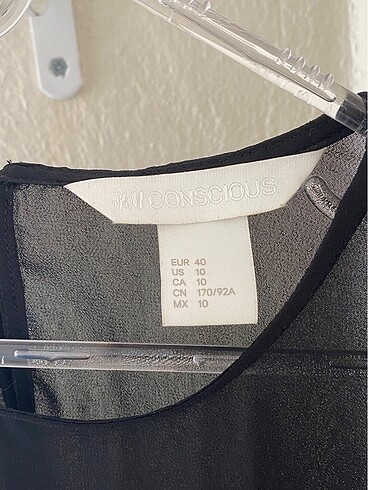 H&M CONSCIOUS
EUR 40
US 10
CA 10
CN 170/92A
MX 10